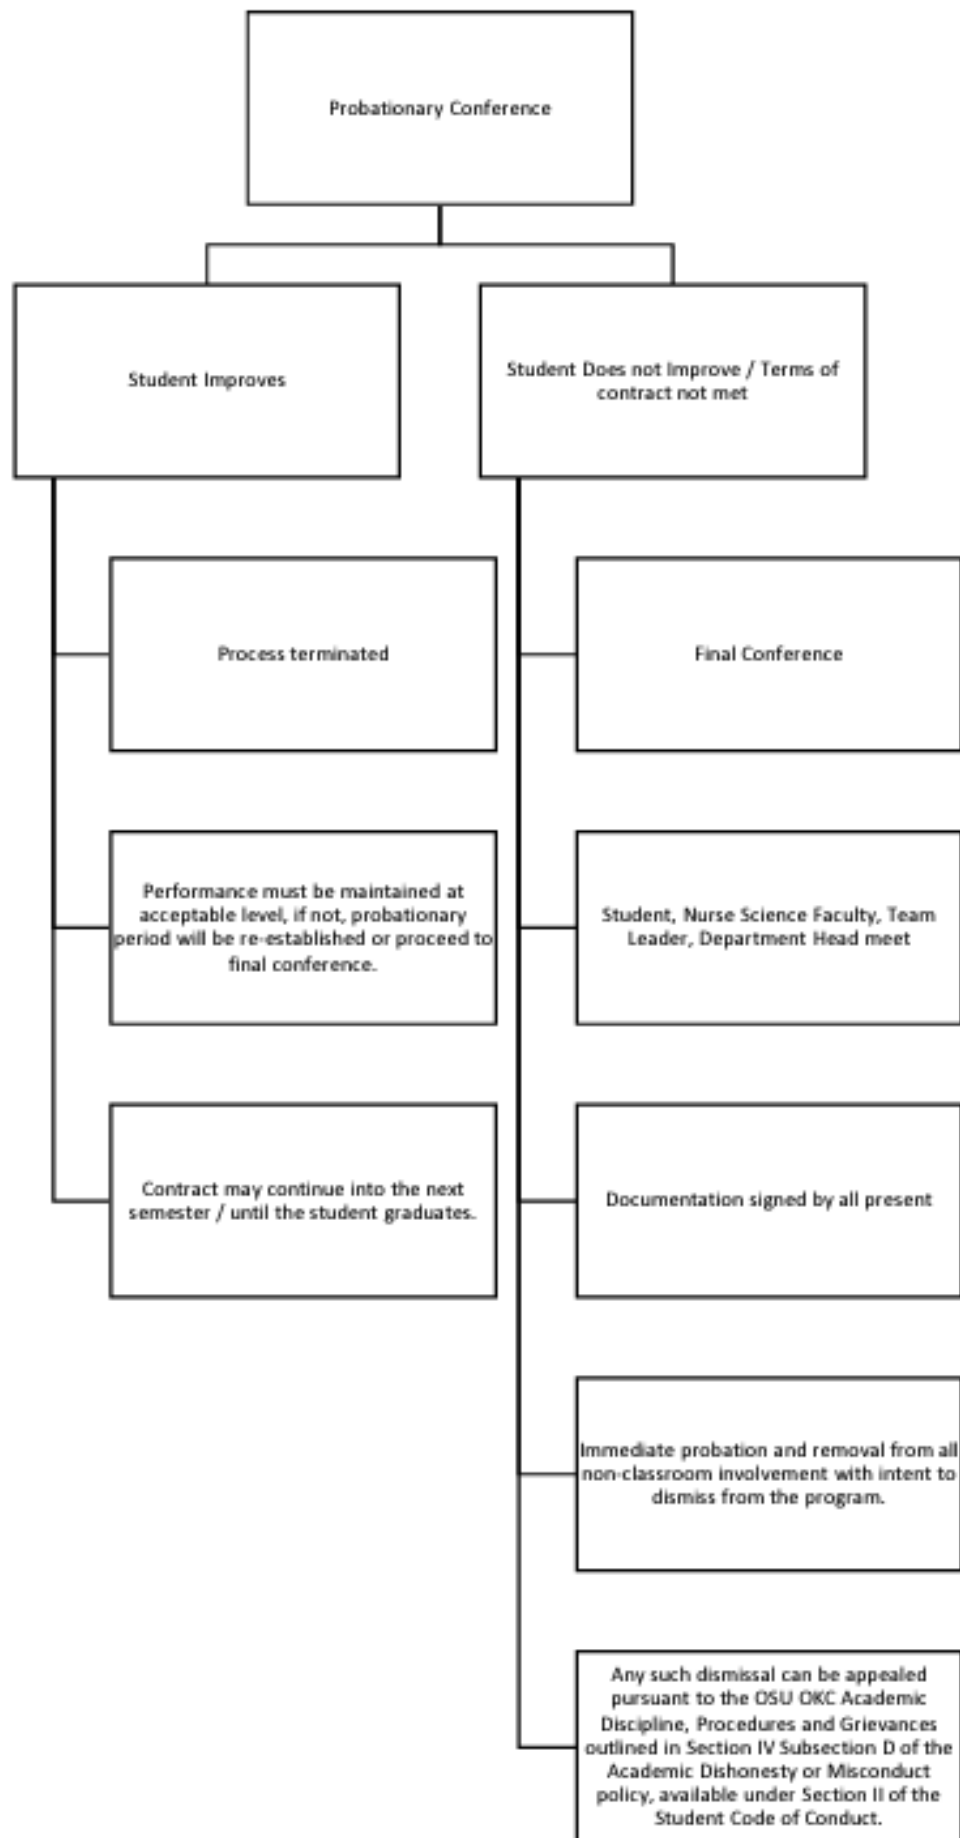 Probationary Conference
Student Improves
Student Does not Improve / Terms of
contract not met
Process terminated
Final Conference
Performance must be maintained at
acceptable level, if not, probationary
period will be re-established or proceed to
final conference.
Student, Nurse Science Faculty, Team
Leader, Department Head meet
Contract may continue into the next
semester / until the student graduates.
Documentation signed by all present
Immediate probation and removal from all
non-classroom involvement with intent to
dismiss from the program.
Any such dismissal can be appealed
pursuant to the OSU OKC Academic
Discipline, Procedures and Grievances
outlined in Section IV Subsection D of the
Academic Dishonesty or Misconduct
policy, available under Section II of the
Student Code of Conduct.